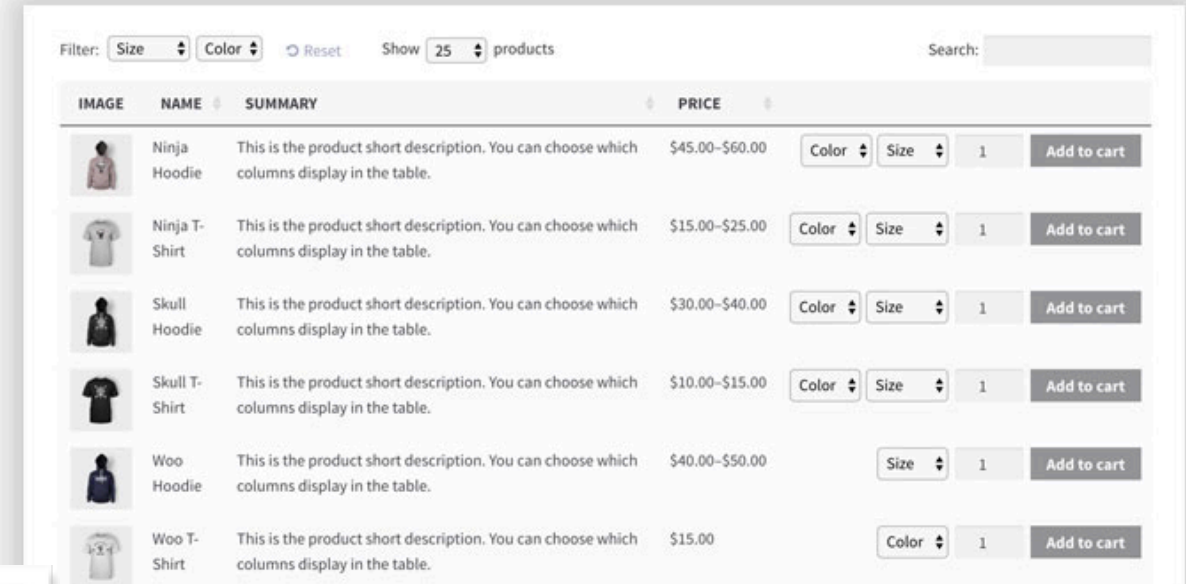 Filter: Size Color Reset Show 25 products Search:
IMAGE NAME SUMMARY PRICE
Ninja This is the product short description. You can choose which $45.00–$60.00 Color Size 1 Add to cart
Hoodie columns display in the table.
Ninja T- This is the product short description. You can choose which $15.00–$25.00 Color Size 1 Add to cart
Shirt columns display in the table.
Skull This is the product short description. You can choose which $30.00–$40.00 Color Size 1 Add to cart
Hoodie columns display in the table.
Skull T- This is the product short description. You can choose which $10.00–$15.00 Color Size 1 Add to cart
Shirt columns display in the table.
Woo This is the product short description. You can choose which $40.00–$50.00 Size 1 Add to cart
Hoodie columns display in the table.
Woo T- This is the product short description. You can choose which $15.00 Color 1 Add to cart
Shirt columns display in the table.